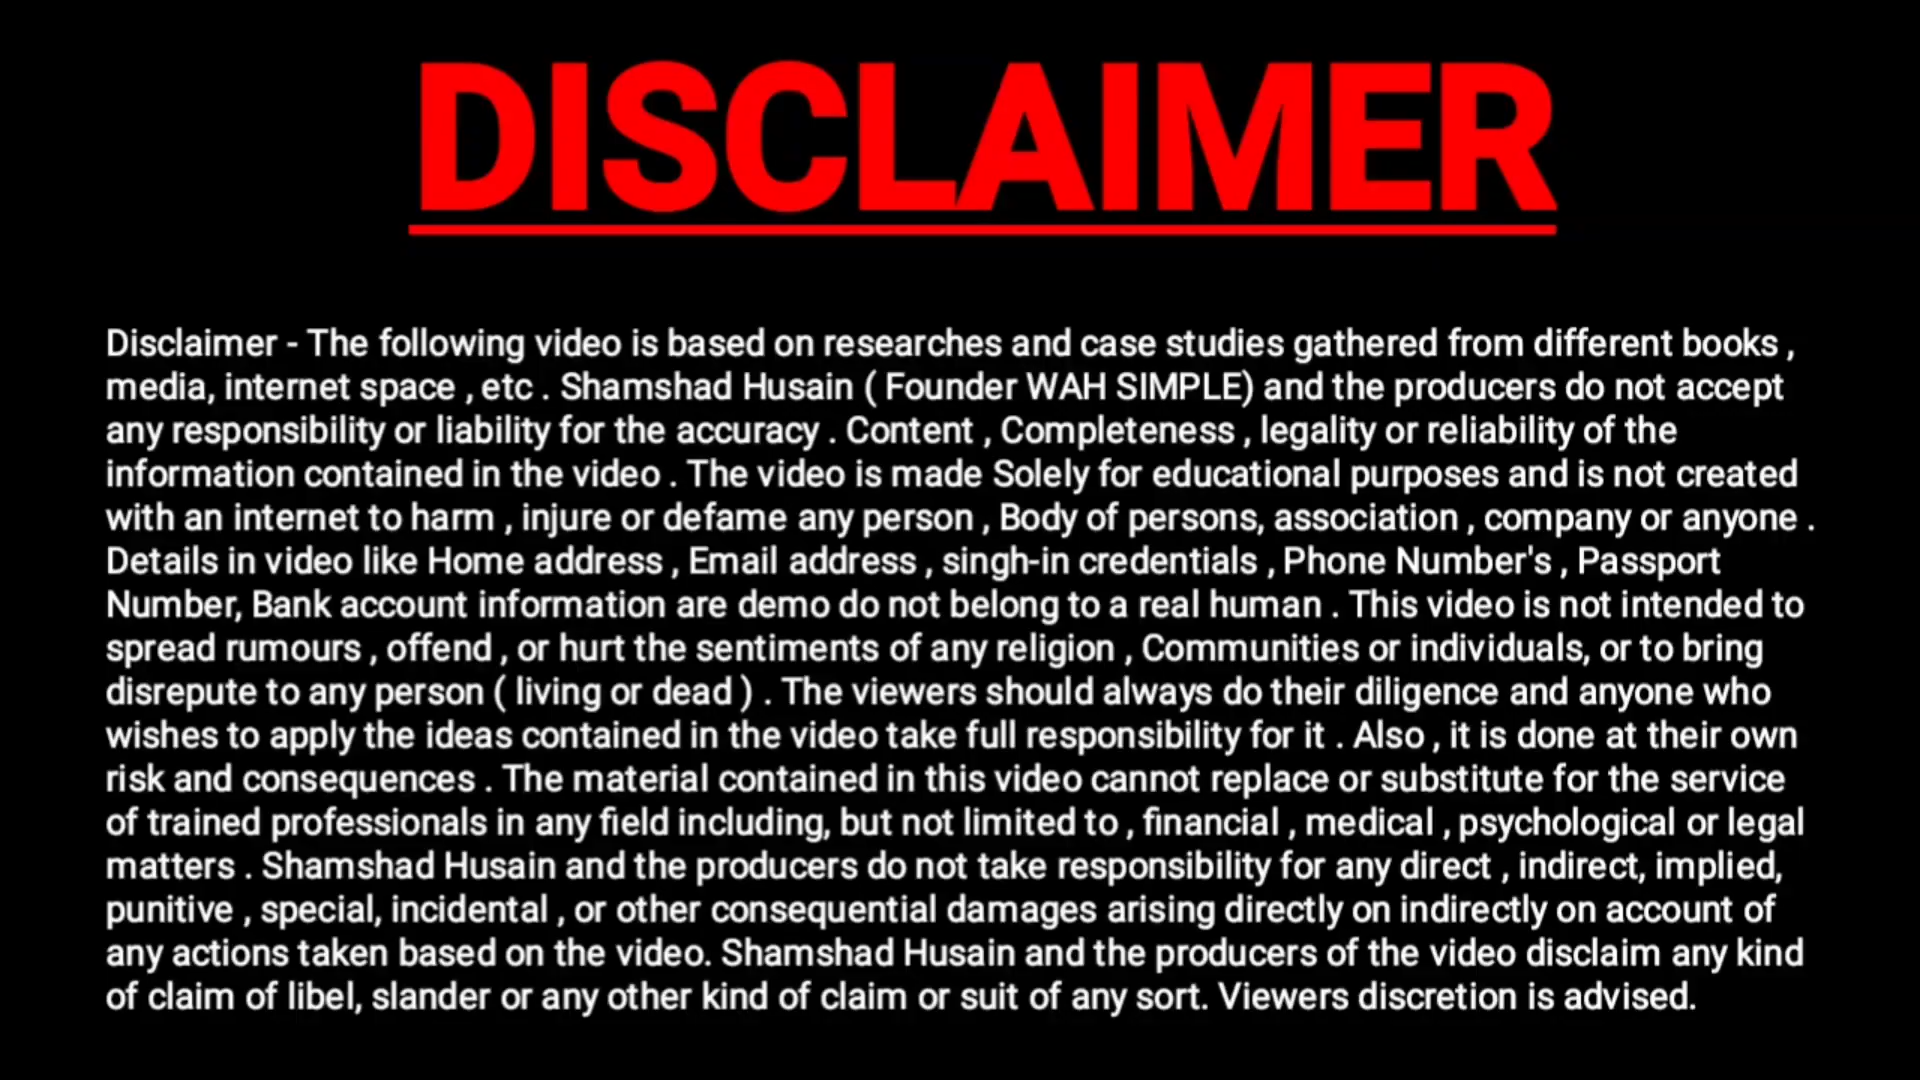 DISCLAIMER
Disclaimer - The following video is based on researches and case studies gathered from different books ,
media, internet space , etc . Shamshad Husain ( Founder WAH SIMPLE) and the producers do not accept
any responsibility or liability for the accuracy . Content , Completeness , legality or reliability of the
information contained in the video . The video is made Solely for educational purposes and is not created
with an internet to harm , injure or defame any person , Body of persons, association , company or anyone .
Details in video like Home address , Email address , singh-in credentials , Phone Number's , Passport
Number, Bank account information are demo do not belong to a real human . This video is not intended to
spread rumours , offend , or hurt the sentiments of any religion , Communities or individuals, or to bring
disrepute to any person ( living or dead ) . The viewers should always do their diligence and anyone who
wishes to apply the ideas contained in the video take full responsibility for it . Also , it is done at their own
risk and consequences . The material contained in this video cannot replace or substitute for the service
of trained professionals in any field including, but not limited to , financial , medical , psychological or legal
matters . Shamshad Husain and the producers do not take responsibility for any direct , indirect, implied,
punitive , special, incidental , or other consequential damages arising directly on indirectly on account of
any actions taken based on the video. Shamshad Husain and the producers of the video disclaim any kind
of claim of libel, slander or any other kind of claim or suit of any sort. Viewers discretion is advised.